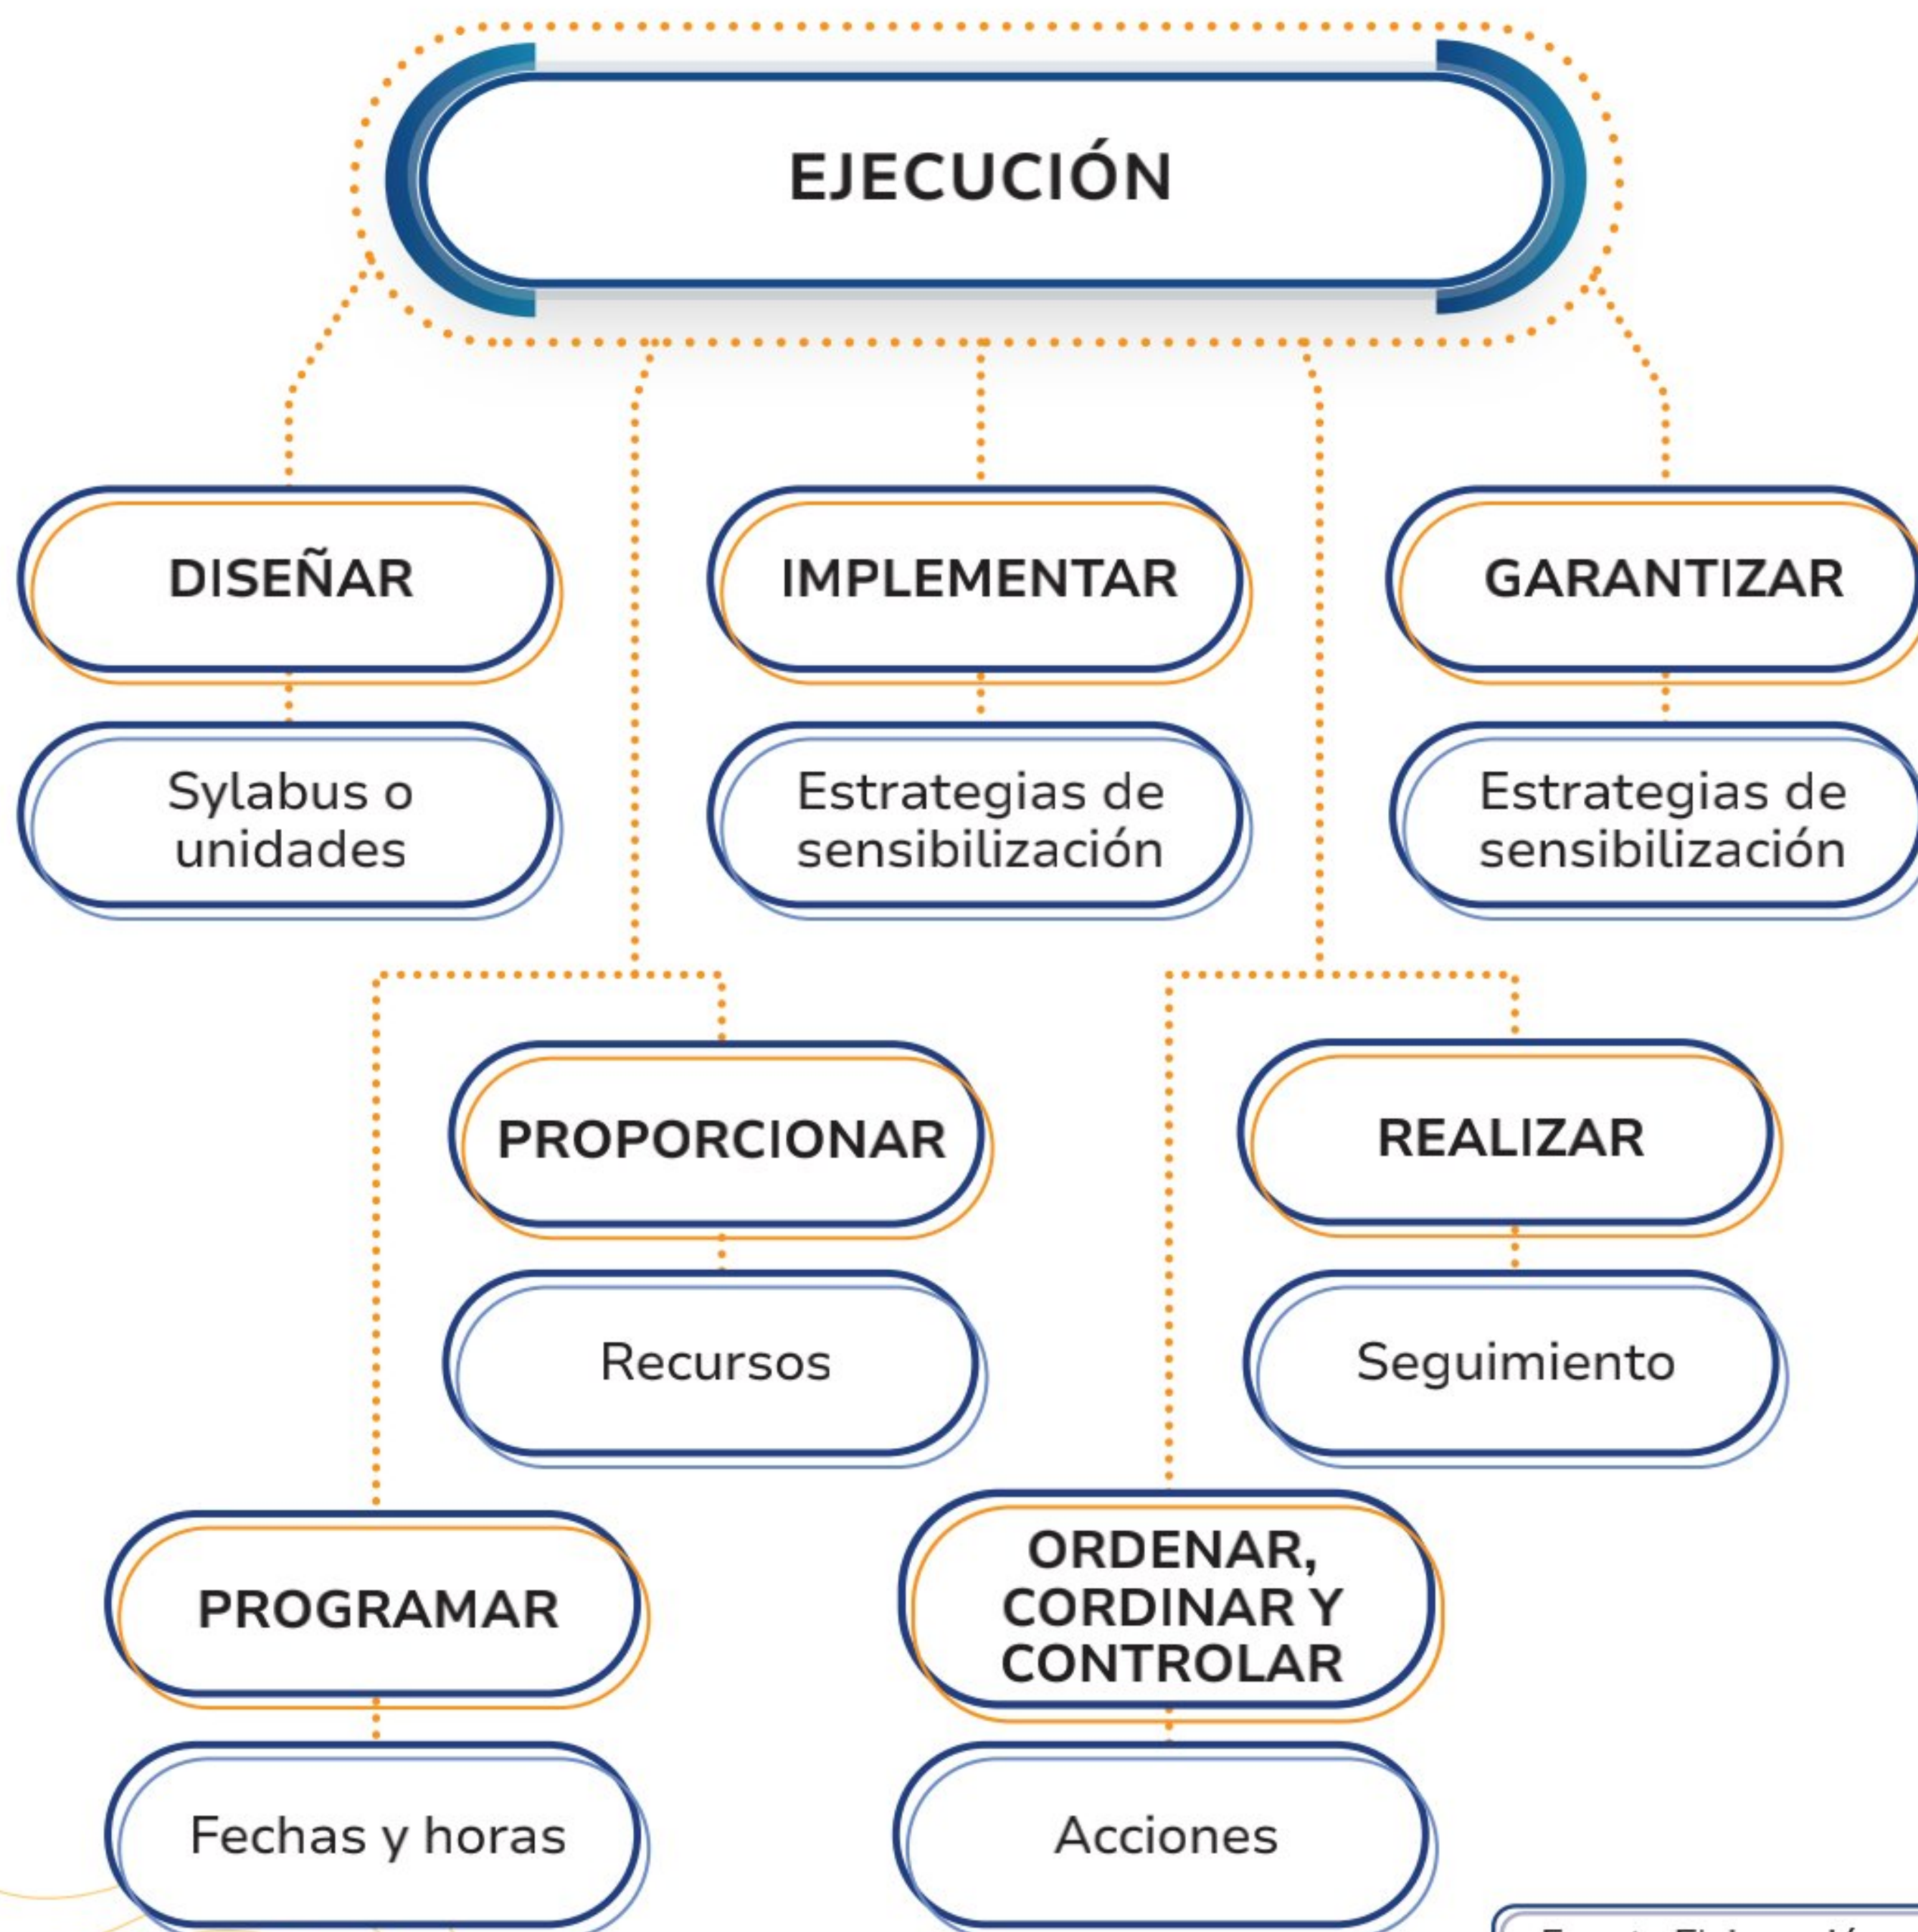 EJECUCIÓN
DISEÑAR
IMPLEMENTAR
GARANTIZAR
Sylabus o
unidades
Estrategias de
sensibilización
Estrategias de
sensibilización
PROPORCIONAR
REALIZAR
Recursos
Seguimiento
PROGRAMAR
ORDENAR,
CORDINAR Y
CONTROLAR
Fechas y horas
Acciones